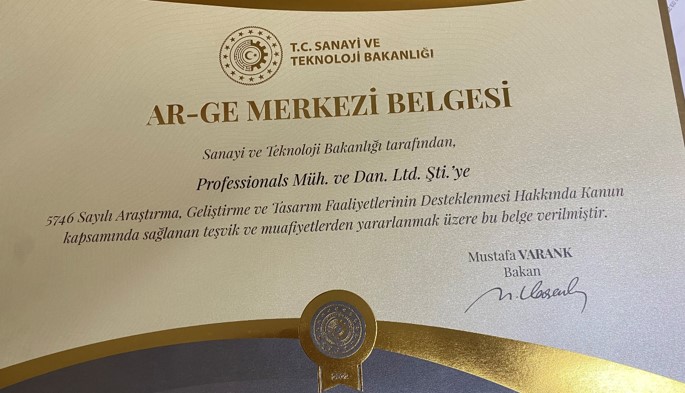 T.C. SANAYİ VE
TEKNOLOJİ BAKANLIĞI
AR-GE MERKEZİ BELGESİ
Sanayi ve Teknoloji Bakanlığı tarafından,
Professionals Müh. ve Dan. Ltd. Şti.'ye
5746 Sayılı Araştırma, Geliştirme ve Tasarım Faaliyetlerinin Desteklenmesi Hakkında Kanun
kapsamında sağlanan teşvik ve muafiyetlerden yararlanmak üzere bu belge verilmiştir.
Mustafa VARANK
Bakan